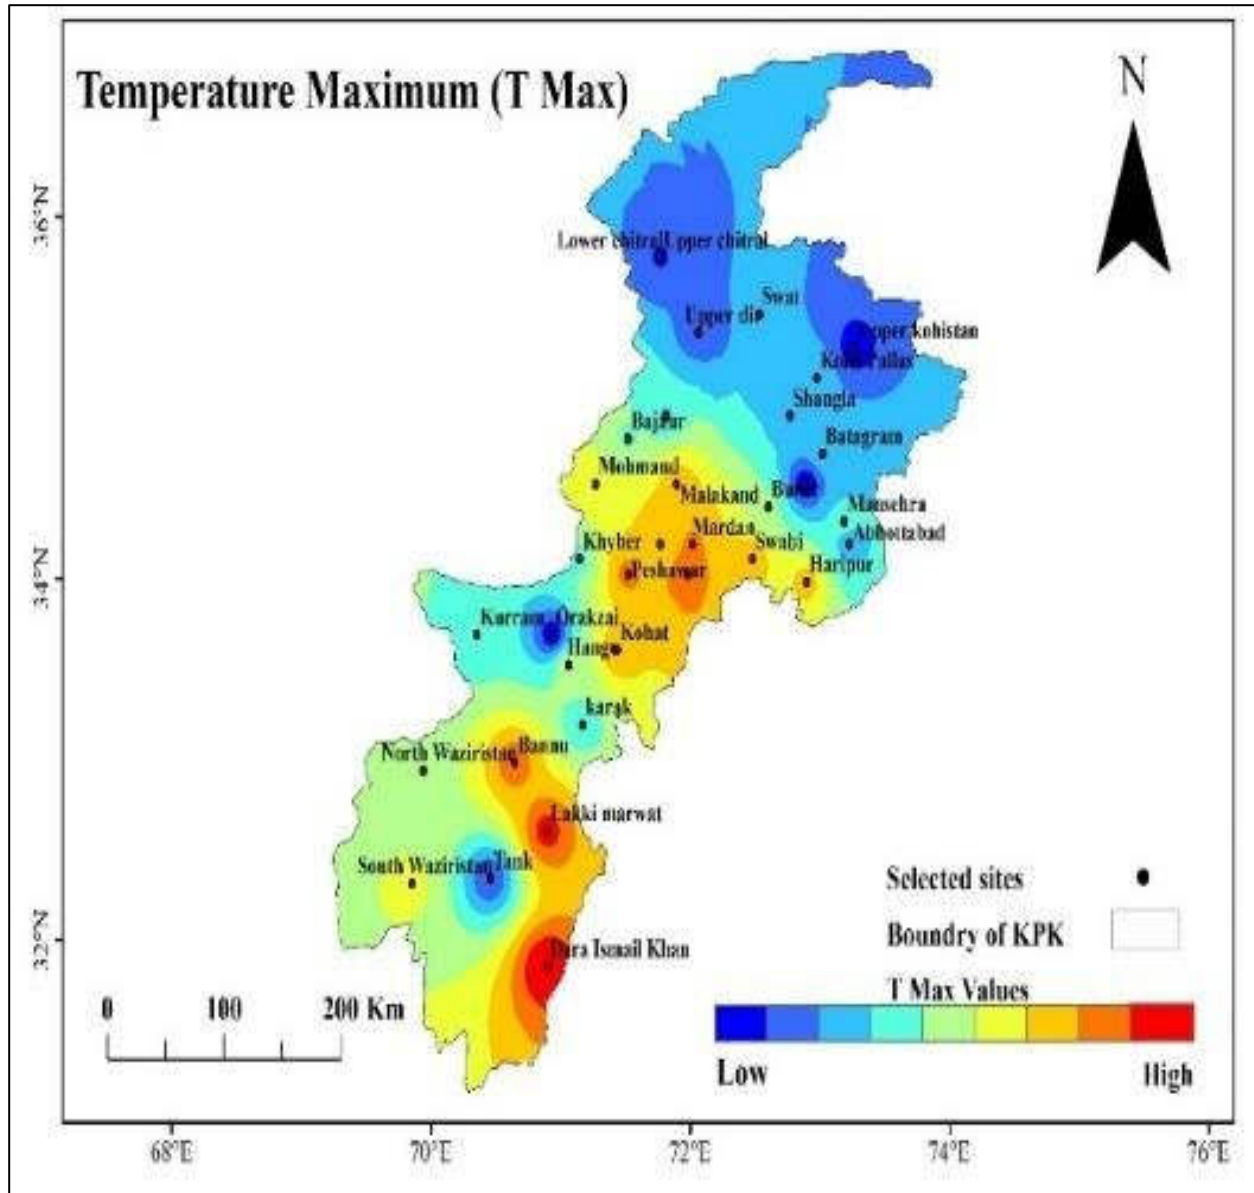 Temperature Maximum (T Max)
N
36°N
34°N
32°N
Lower chitral Upper chitral
Swat
Upper dir
Upper kohistan
Kolai Pallas
Shangla
Bajaur
Batagram
Mohmand
Malakand
Mansehra
Mardan
Abbottabad
Khyber
Swabi
Peshawar
Haripur
Kurram
Orakzai
Kohat
Hangu
karak
Bannu
North Waziristan
Lakki marwat
South Waziristan
Tank
Dara Ismail Khan
Selected sites
Boundry of KPK
T Max Values
Low
High
0 100 200 Km
68°E 70°E 72°E 74°E 76°E